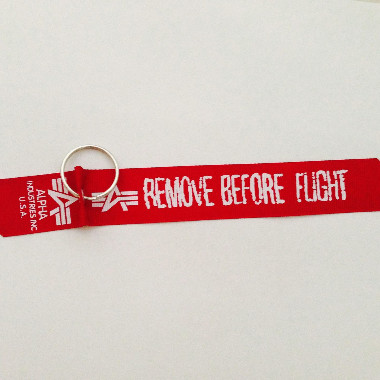 ALPHA
INDUSTRIES INC
U.S.A.
REMOVE BEFORE FLIGHT